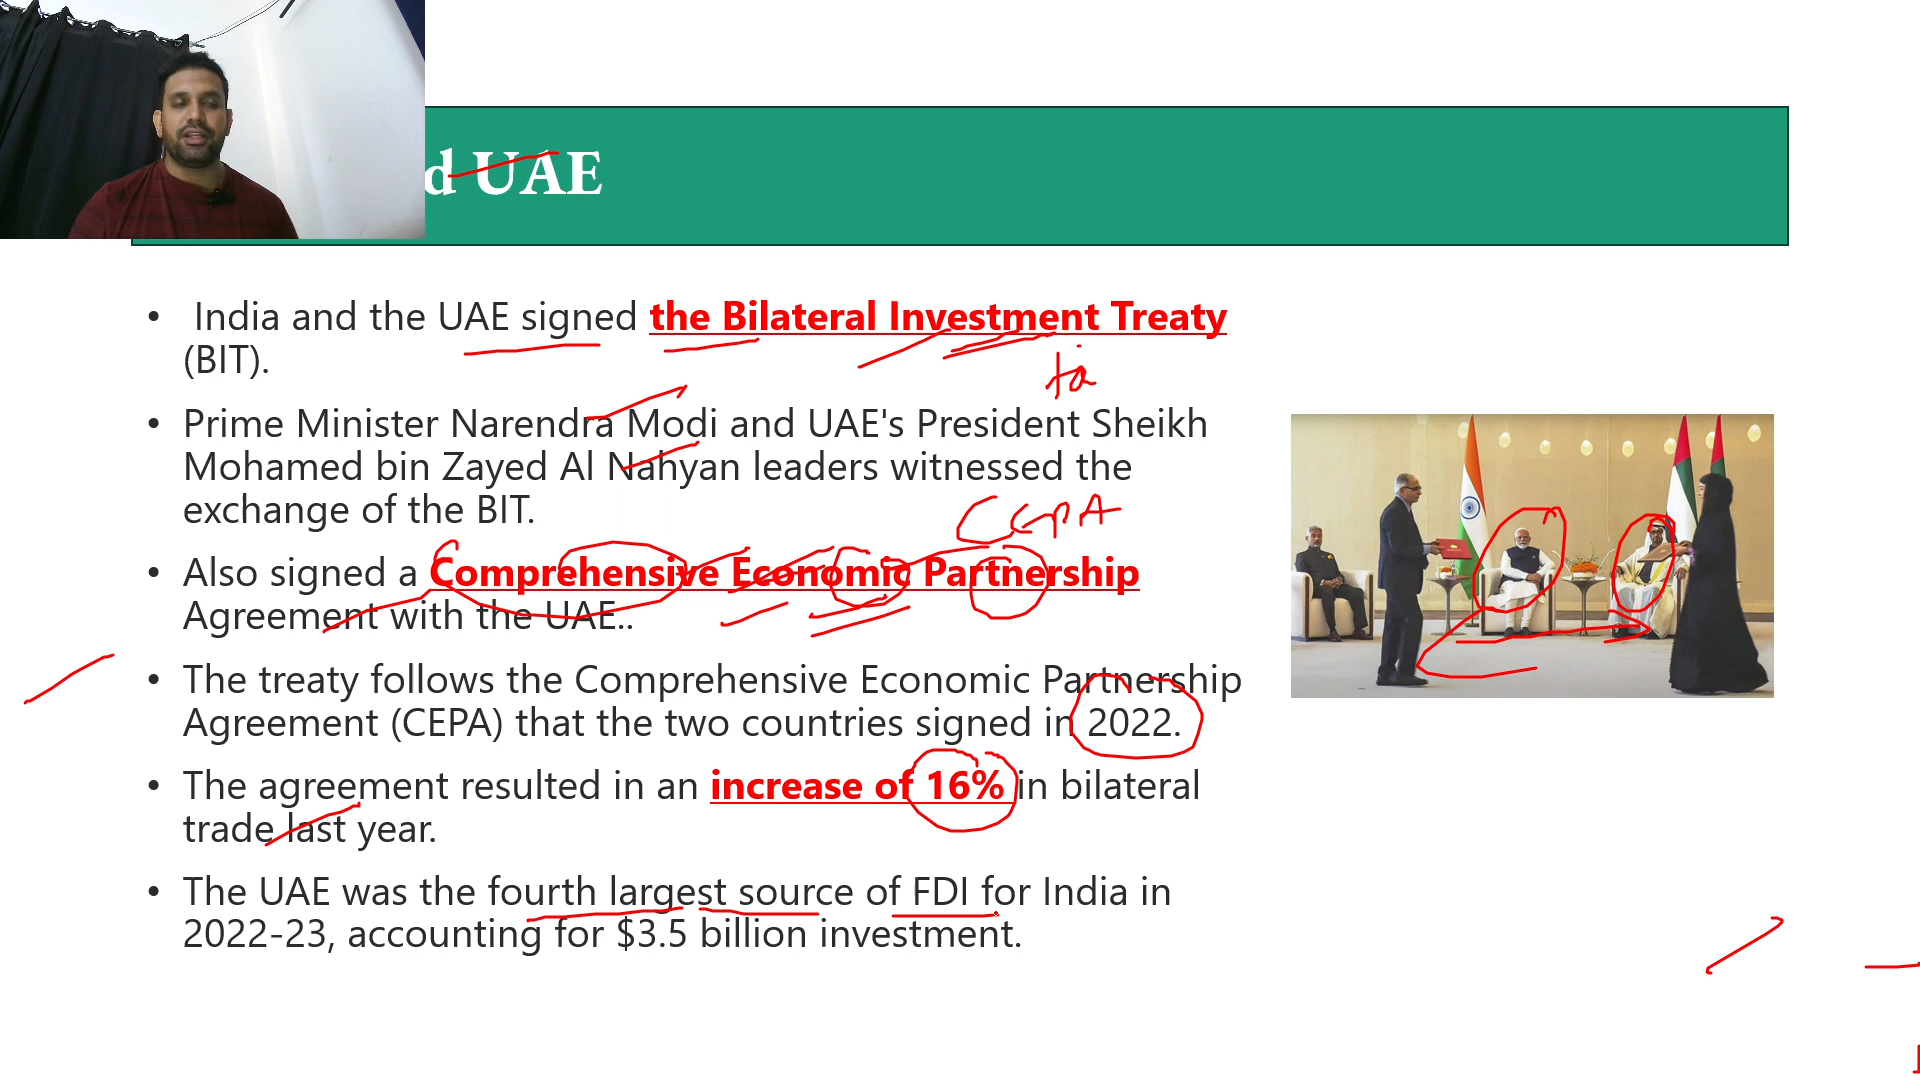 d UAE
• India and the UAE signed the Bilateral Investment Treaty
(BIT).
• Prime Minister Narendra Modi and UAE's President Sheikh
Mohamed bin Zayed Al Nahyan leaders witnessed the
exchange of the BIT.
CEPA
• Also signed a Comprehensive Economic Partnership
Agreement with the UAE..
• The treaty follows the Comprehensive Economic Partnership
Agreement (CEPA) that the two countries signed in 2022.
• The agreement resulted in an increase of 16% in bilateral
trade last year.
• The UAE was the fourth largest source of FDI for India in
2022-23, accounting for $3.5 billion investment.